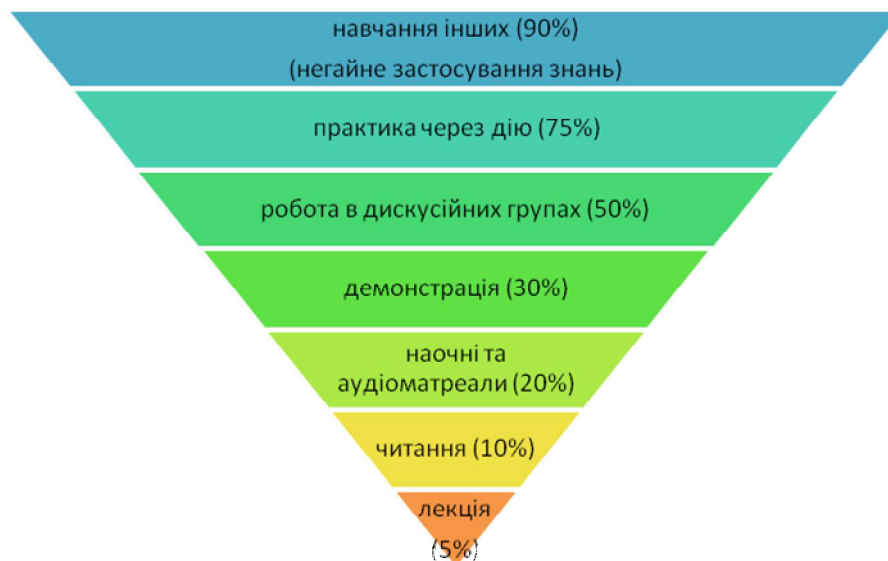 навчання інших (90%)
(негайне застосування знань)
практика через дію (75%)
робота в дискусійних групах (50%)
демонстрація (30%)
наочні та
аудіоматреали (20%)
читання (10%)
лекція
(5%)